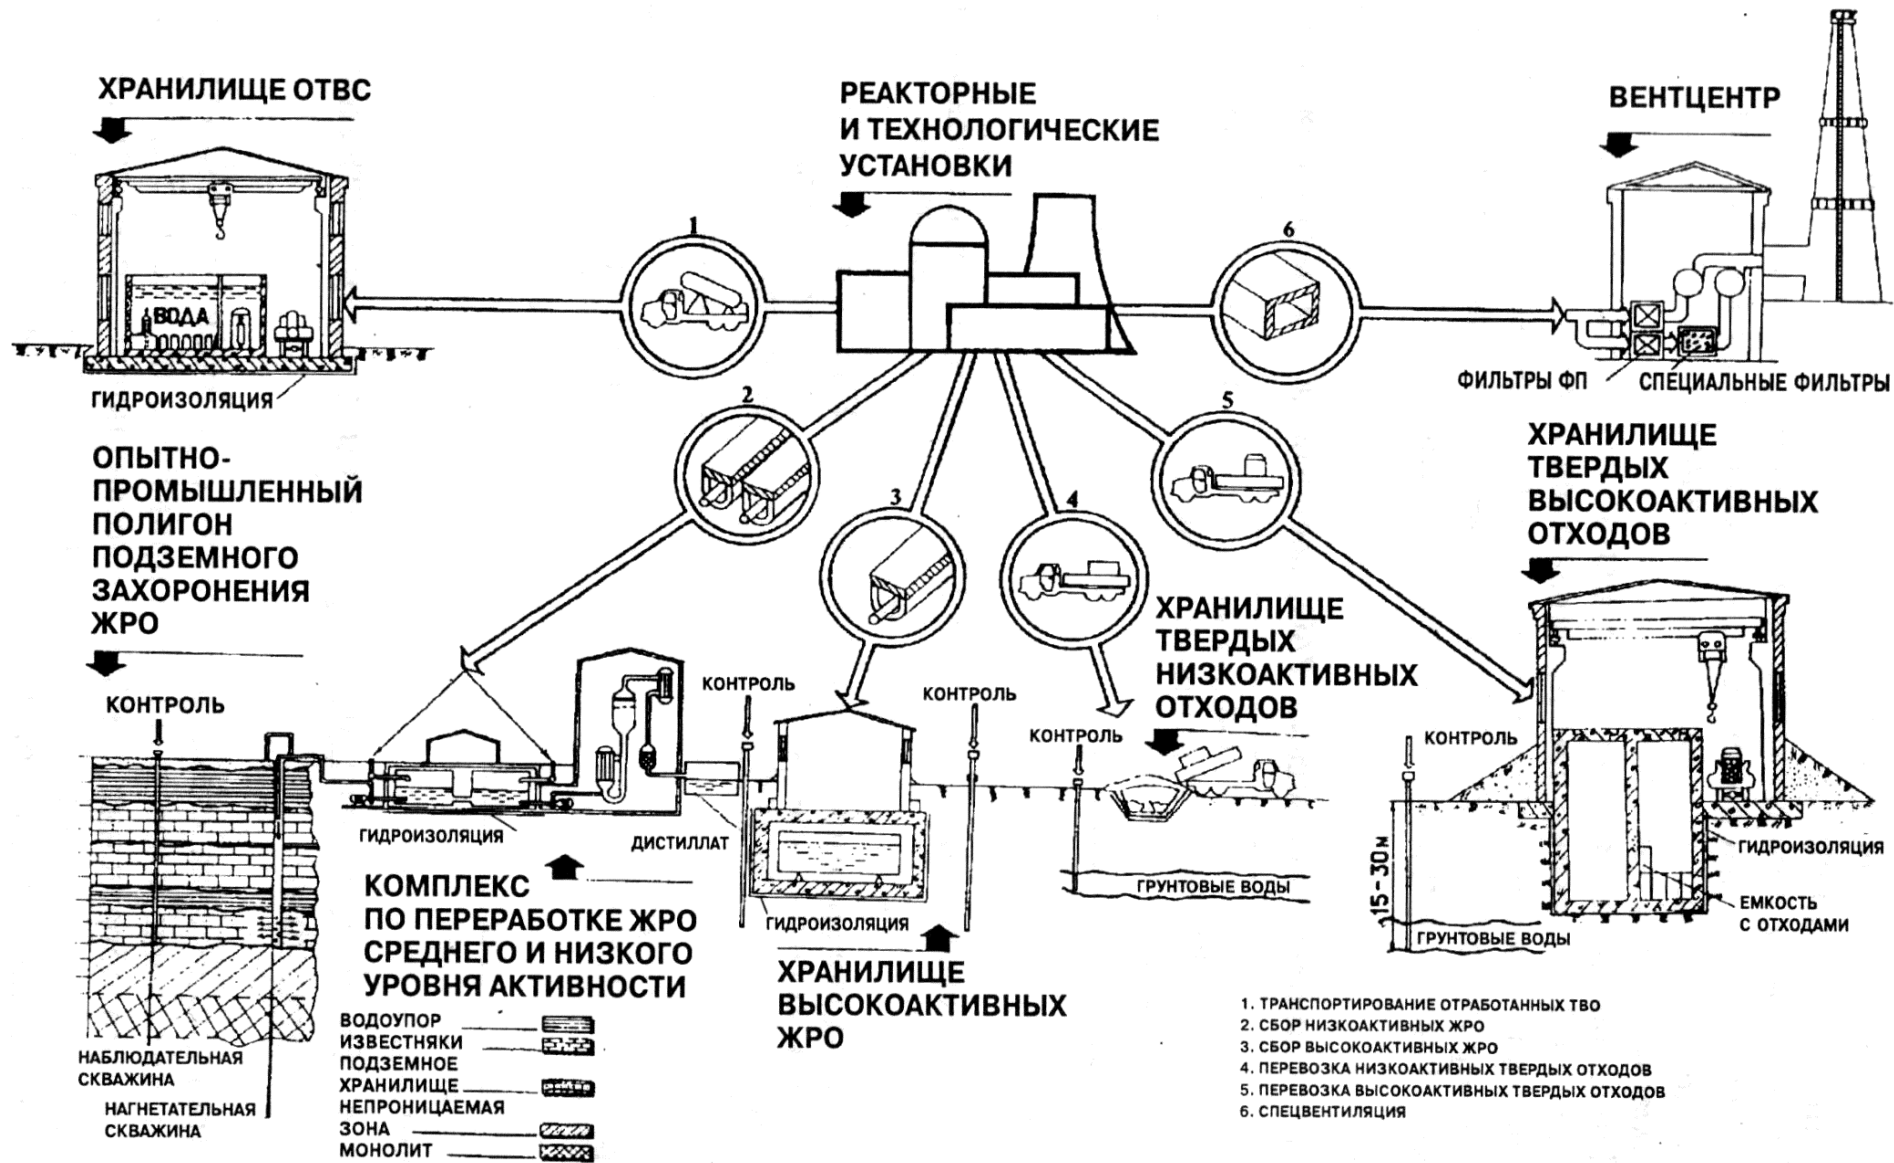 ХРАНИЛИЩЕ ОТВС
РЕАКТОРНЫЕ
И ТЕХНОЛОГИЧЕСКИЕ
УСТАНОВКИ
ВЕНТЦЕНТР
1
6
ВОДА
ГИДРОИЗОЛЯЦИЯ
ФИЛЬТРЫ ФП
СПЕЦИАЛЬНЫЕ ФИЛЬТРЫ
2
5
3
4
ОПЫТНО-
ПРОМЫШЛЕННЫЙ
ПОЛИГОН
ПОДЗЕМНОГО
ЗАХОРОНЕНИЯ
ЖРО
ХРАНИЛИЩЕ
ТВЕРДЫХ
ВЫСОКОАКТИВНЫХ
ОТХОДОВ
ХРАНИЛИЩЕ
ТВЕРДЫХ
НИЗКОАКТИВНЫХ
ОТХОДОВ
КОНТРОЛЬ
КОНТРОЛЬ
КОНТРОЛЬ
КОНТРОЛЬ
КОНТРОЛЬ
ГИДРОИЗОЛЯЦИЯ
ДИСТИЛЛАТ
ГИДРОИЗОЛЯЦИЯ
ГРУНТОВЫЕ ВОДЫ
15-30м
ГИДРОИЗОЛЯЦИЯ
ЕМКОСТЬ
С ОТХОДАМИ
ГРУНТОВЫЕ ВОДЫ
КОМПЛЕКС
ПО ПЕРЕРАБОТКЕ ЖРО
СРЕДНЕГО И НИЗКОГО
УРОВНЯ АКТИВНОСТИ
ХРАНИЛИЩЕ
ВЫСОКОАКТИВНЫХ
ЖРО
НАБЛЮДАТЕЛЬНАЯ
СКВАЖИНА
НАГНЕТАТЕЛЬНАЯ
СКВАЖИНА
ВОДОУПОР
ИЗВЕСТНЯКИ
ПОДЗЕМНОЕ
ХРАНИЛИЩЕ
НЕПРОНИЦАЕМАЯ
ЗОНА
МОНОЛИТ
1. ТРАНСПОРТИРОВАНИЕ ОТРАБОТАННЫХ ТВО
2. СБОР НИЗКОАКТИВНЫХ ЖРО
3. СБОР ВЫСОКОАКТИВНЫХ ЖРО
4. ПЕРЕВОЗКА НИЗКОАКТИВНЫХ ТВЕРДЫХ ОТХОДОВ
5. ПЕРЕВОЗКА ВЫСОКОАКТИВНЫХ ТВЕРДЫХ ОТХОДОВ
6. СПЕЦВЕНТИЛЯЦИЯ